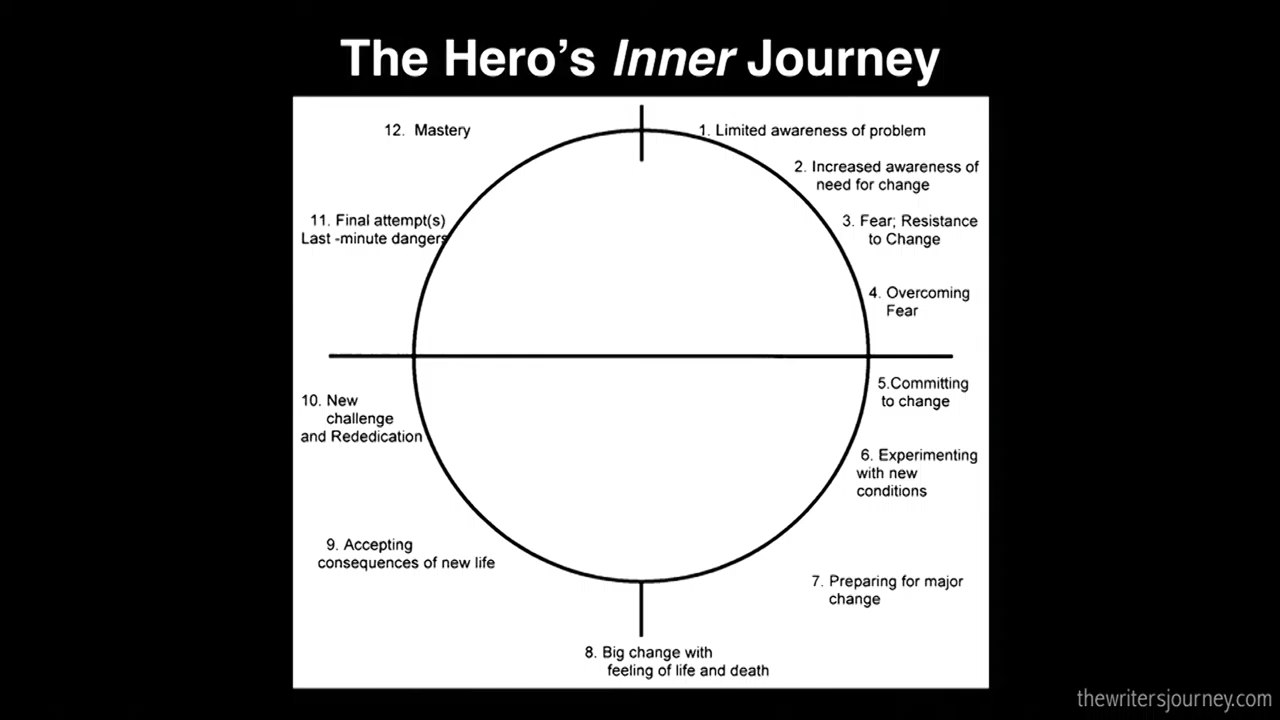 The Hero's Inner Journey
12. Mastery
1. Limited awareness of problem
2. Increased awareness of
need for change
11. Final attempt(s)
Last -minute dangers
3. Fear; Resistance
to Change
4. Overcoming
Fear
5.Committing
to change
10. New
challenge
and Rededication
6. Experimenting
with new
conditions
9. Accepting
consequences of new life
7. Preparing for major
change
8. Big change with
feeling of life and death
thewritersjourney.com